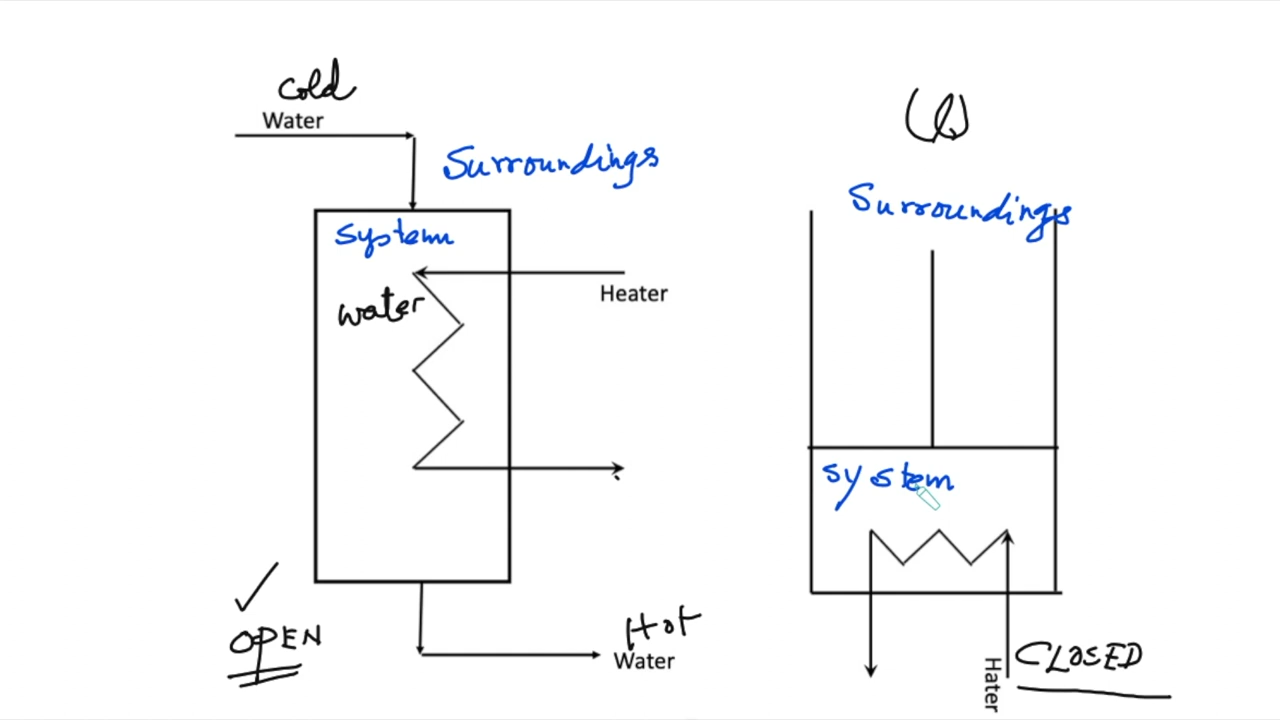 cold
Water
Surroundings
system
Heater
water
OPEN
Hot
Water
(l)
Surroundings
system
Hater
CLOSED